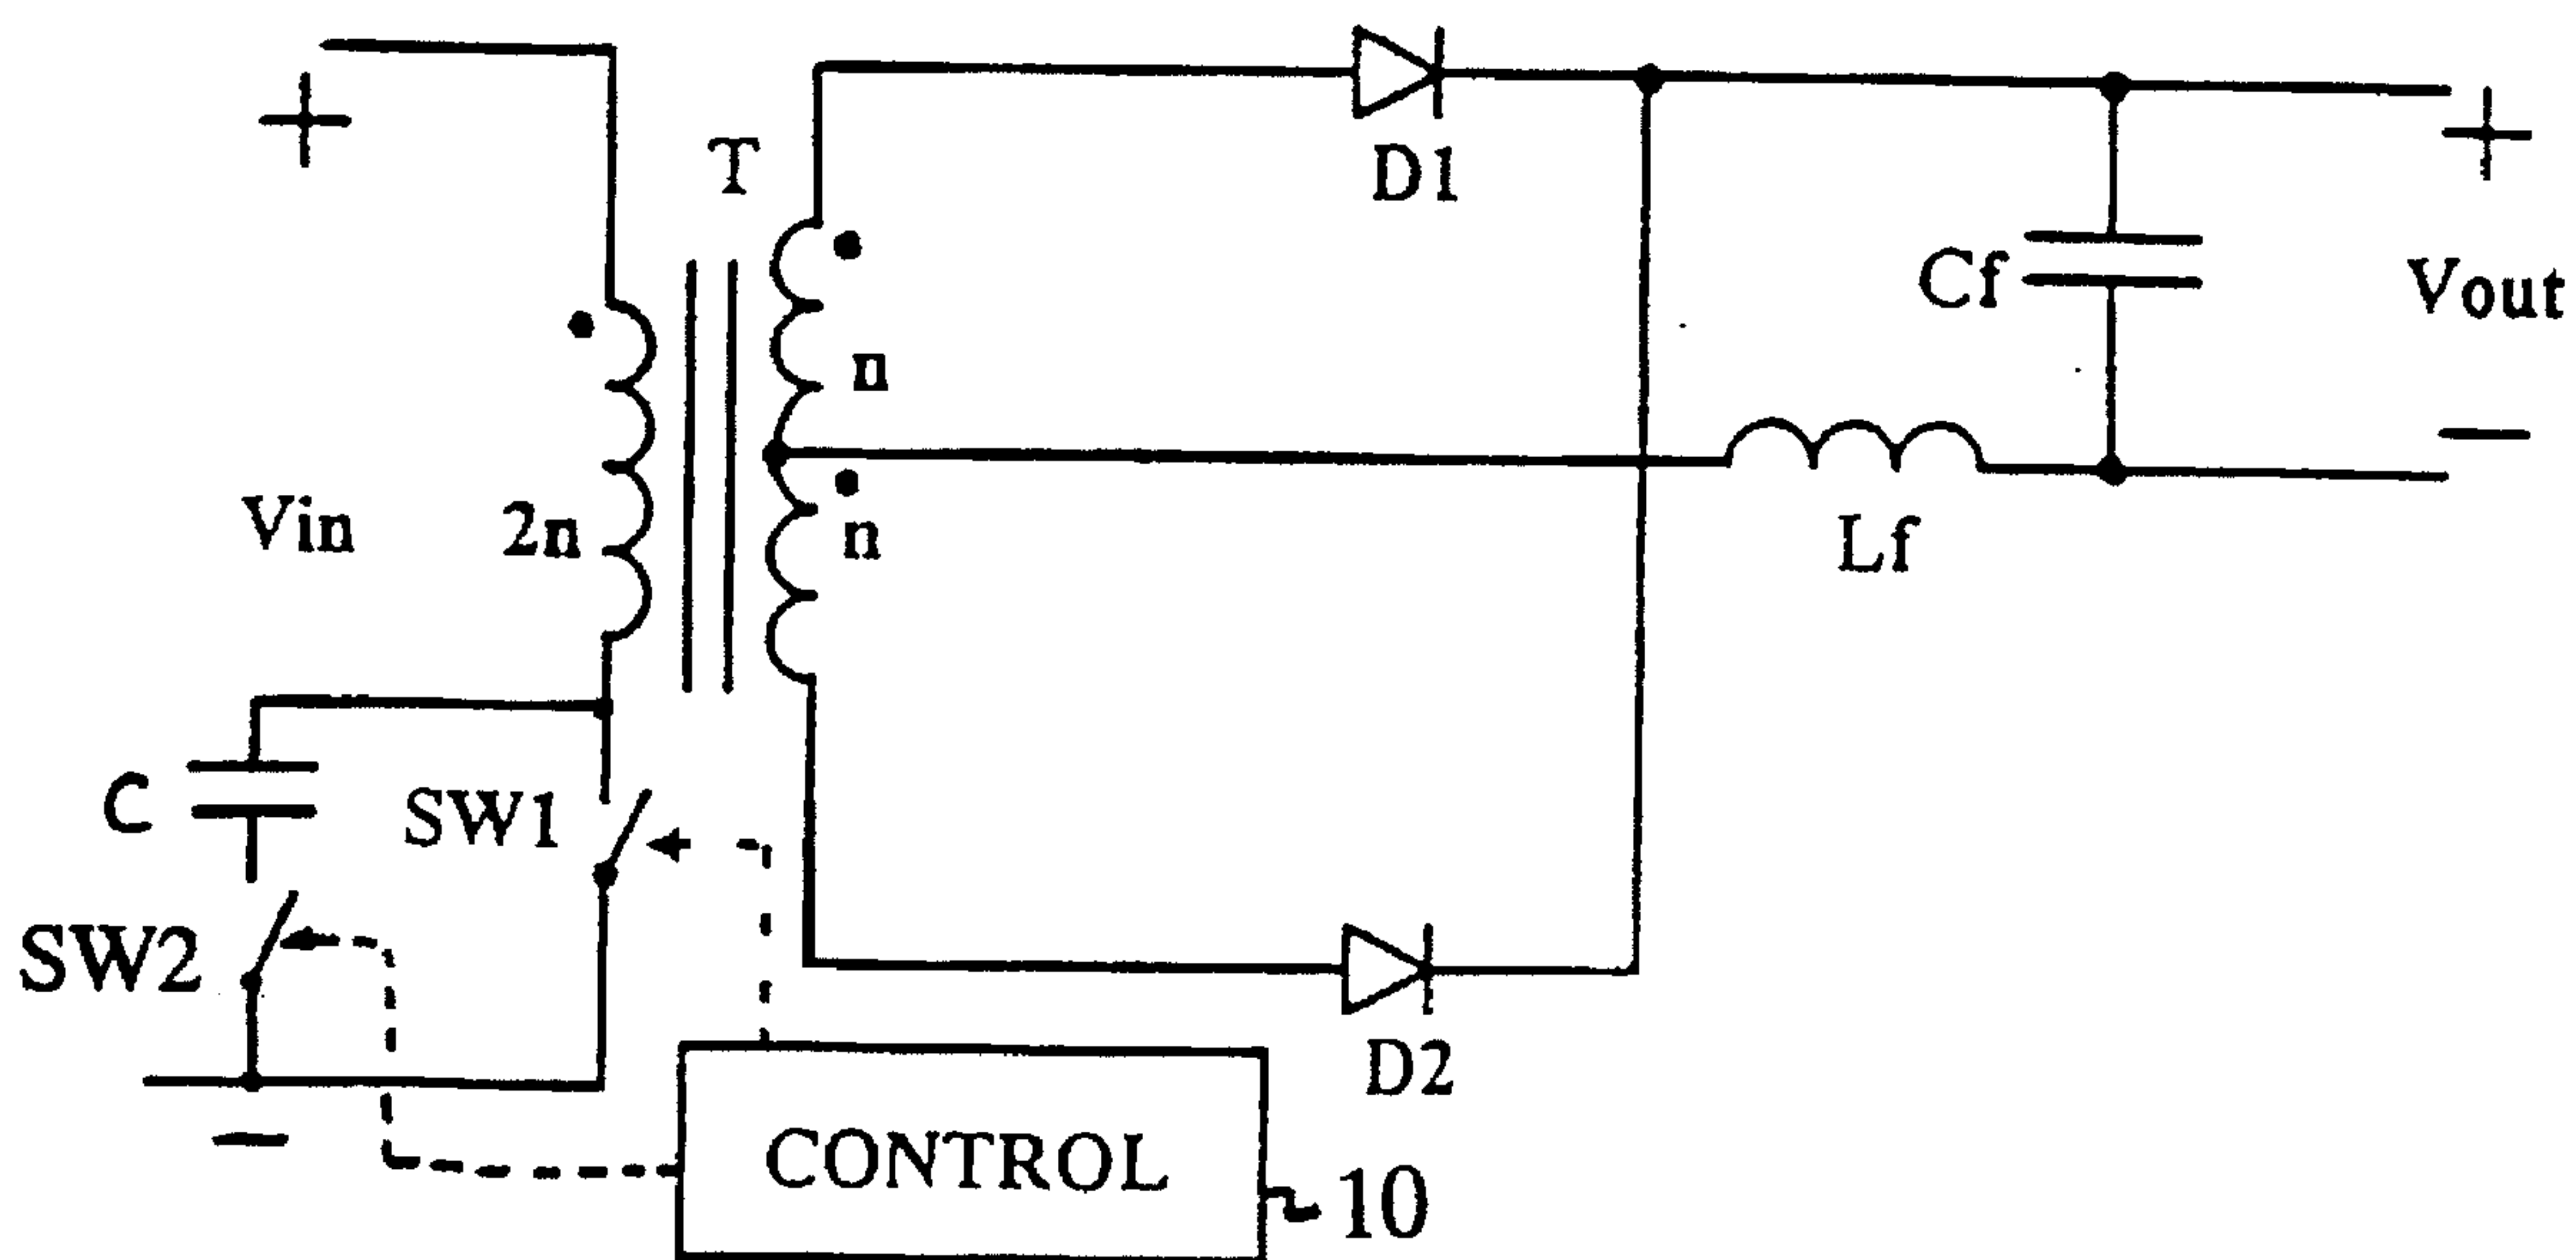 +
T
D1
+
Cf
Vout
n
−
Vin
2n
n
Lf
C
SW1
SW2
−
D2
CONTROL
10